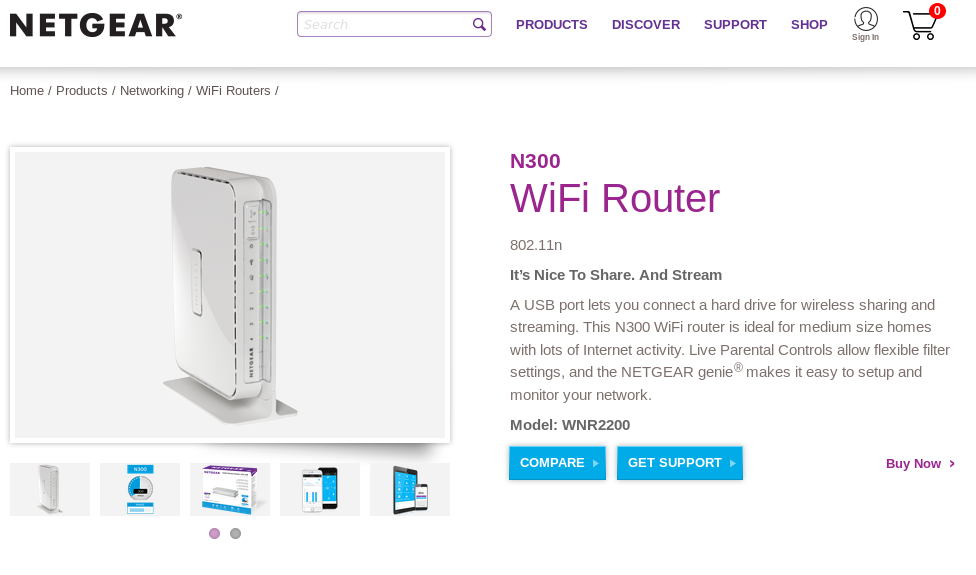 NETGEAR®
Search
PRODUCTS DISCOVER SUPPORT SHOP
Sign In
0
Home / Products / Networking / WiFi Routers /
N300
WiFi Router
802.11n
It’s Nice To Share. And Stream
A USB port lets you connect a hard drive for wireless sharing and
streaming. This N300 WiFi router is ideal for medium size homes
with lots of Internet activity. Live Parental Controls allow flexible filter
settings, and the NETGEAR genie® makes it easy to setup and
monitor your network.
Model: WNR2200
COMPARE GET SUPPORT Buy Now
NETGEAR
N300
NETGEAR